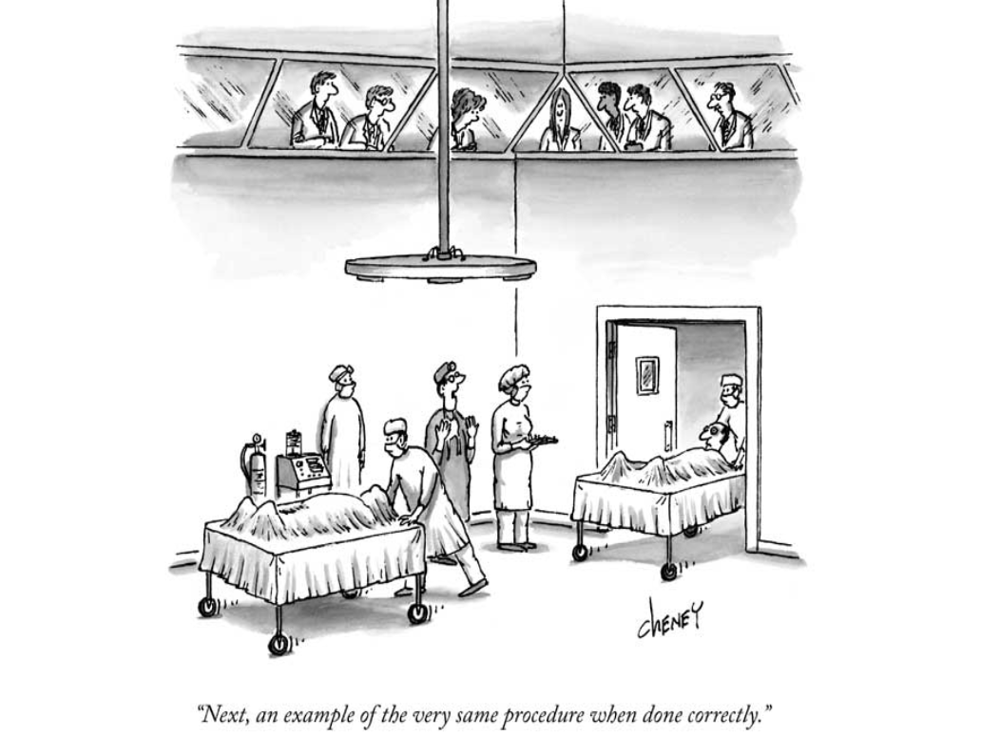 cHENEY
“Next, an example of the very same procedure when done correctly.”